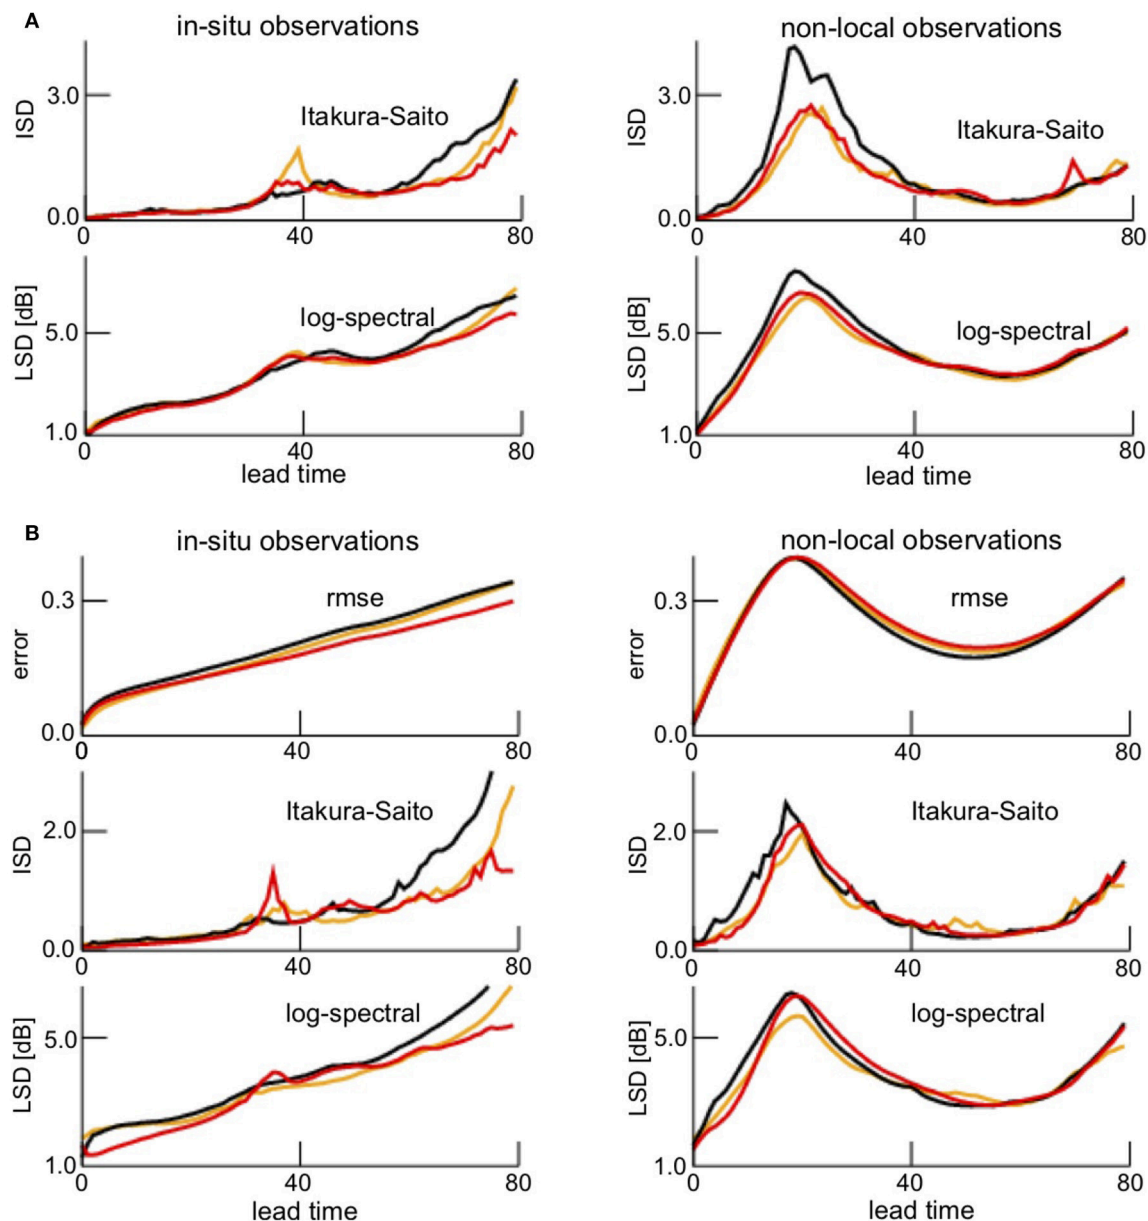 A
in-situ observations
non-local observations
ISD
3.0
0.0
Itakura-Saito
0
40
80
ISD
3.0
0.0
Itakura-Saito
0
40
80
LSD [dB]
5.0
1.0
log-spectral
0
40
80
lead time
LSD [dB]
5.0
1.0
log-spectral
0
40
80
lead time
B
in-situ observations
non-local observations
error
0.3
0.0
rmse
0
40
80
error
0.3
0.0
rmse
0
40
80
ISD
2.0
0.0
Itakura-Saito
0
40
80
ISD
2.0
0.0
Itakura-Saito
0
40
80
LSD [dB]
5.0
1.0
log-spectral
0
40
80
lead time
LSD [dB]
5.0
1.0
log-spectral
0
40
80
lead time